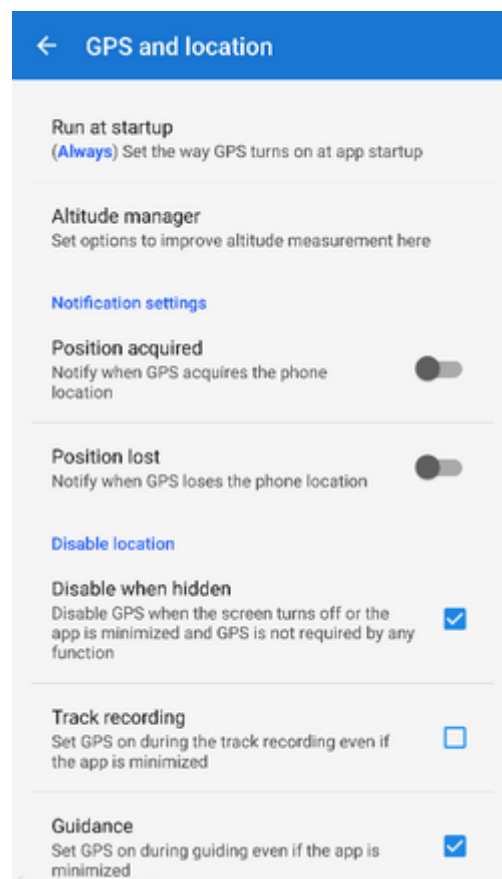 GPS and location
Run at startup
(Always) Set the way GPS turns on at app startup
Altitude manager
Set options to improve altitude measurement here
Notification settings
Position acquired
Notify when GPS acquires the phone
location
Position lost
Notify when GPS loses the phone location
Disable location
Disable when hidden
Disable GPS when the screen turns off or the
app is minimized and GPS is not required by any
function
Track recording
Set GPS on during the track recording even if
the app is minimized
Guidance
Set GPS on during guiding even if the app is
minimized